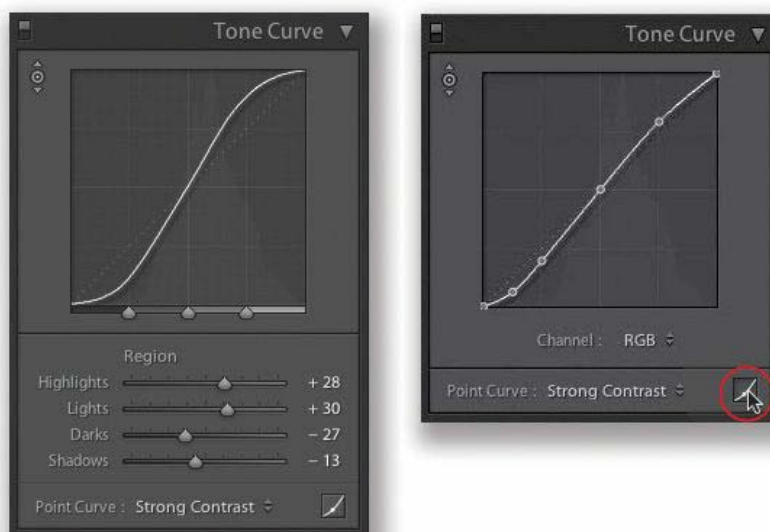 Tone Curve
Region
Highlights + 28
Lights + 30
Darks – 27
Shadows – 13
Point Curve : Strong Contrast
Tone Curve
Channel : RGB
Point Curve : Strong Contrast